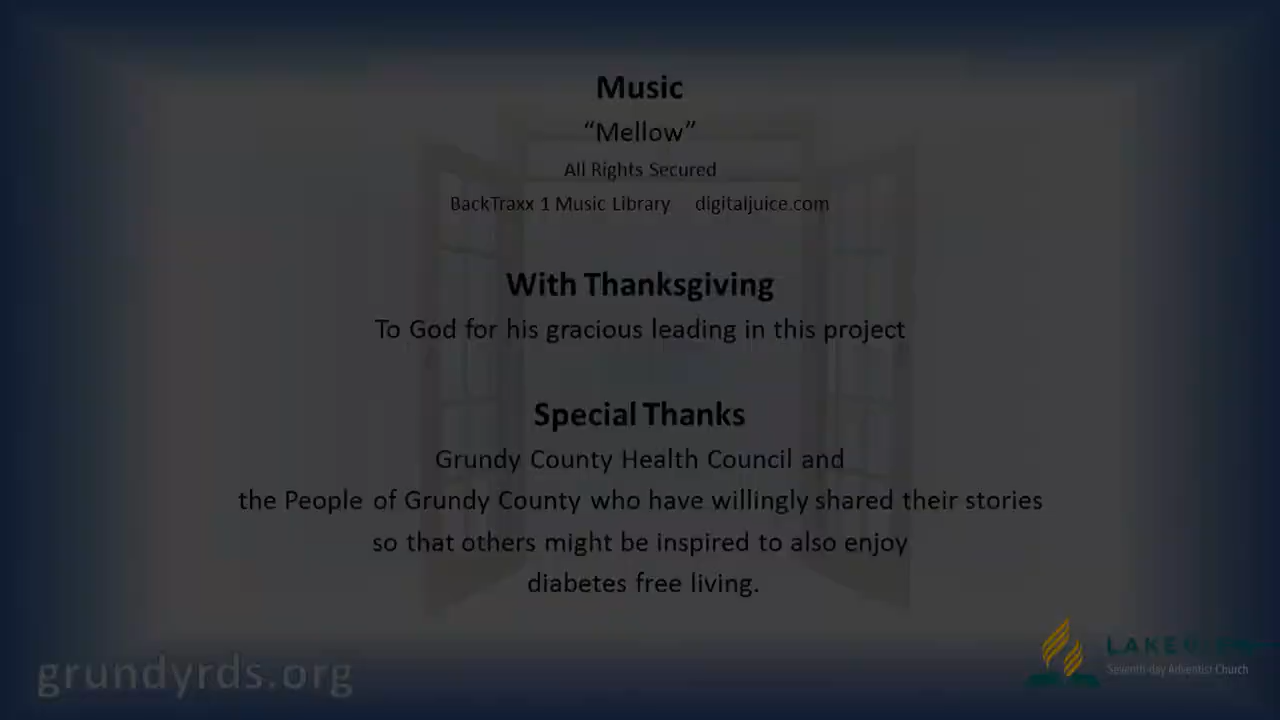 Music
“Mellow”
All Rights Secured
BackTraxx 1 Music Library digitaljuice.com
With Thanksgiving
To God for his gracious leading in this project
Special Thanks
Grundy County Health Council and
the People of Grundy County who have willingly shared their stories
so that others might be inspired to also enjoy
diabetes free living.
grundyrds.org
Seventh-day Adventist Church